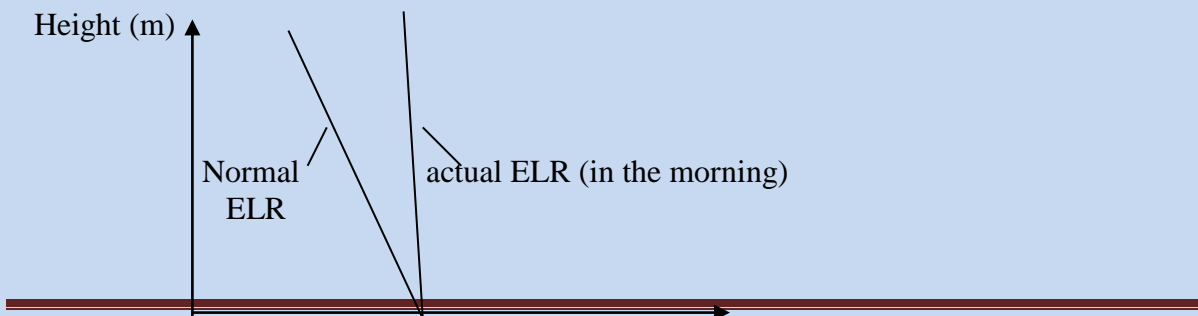 Height (m)
Normal
ELR
actual ELR (in the morning)